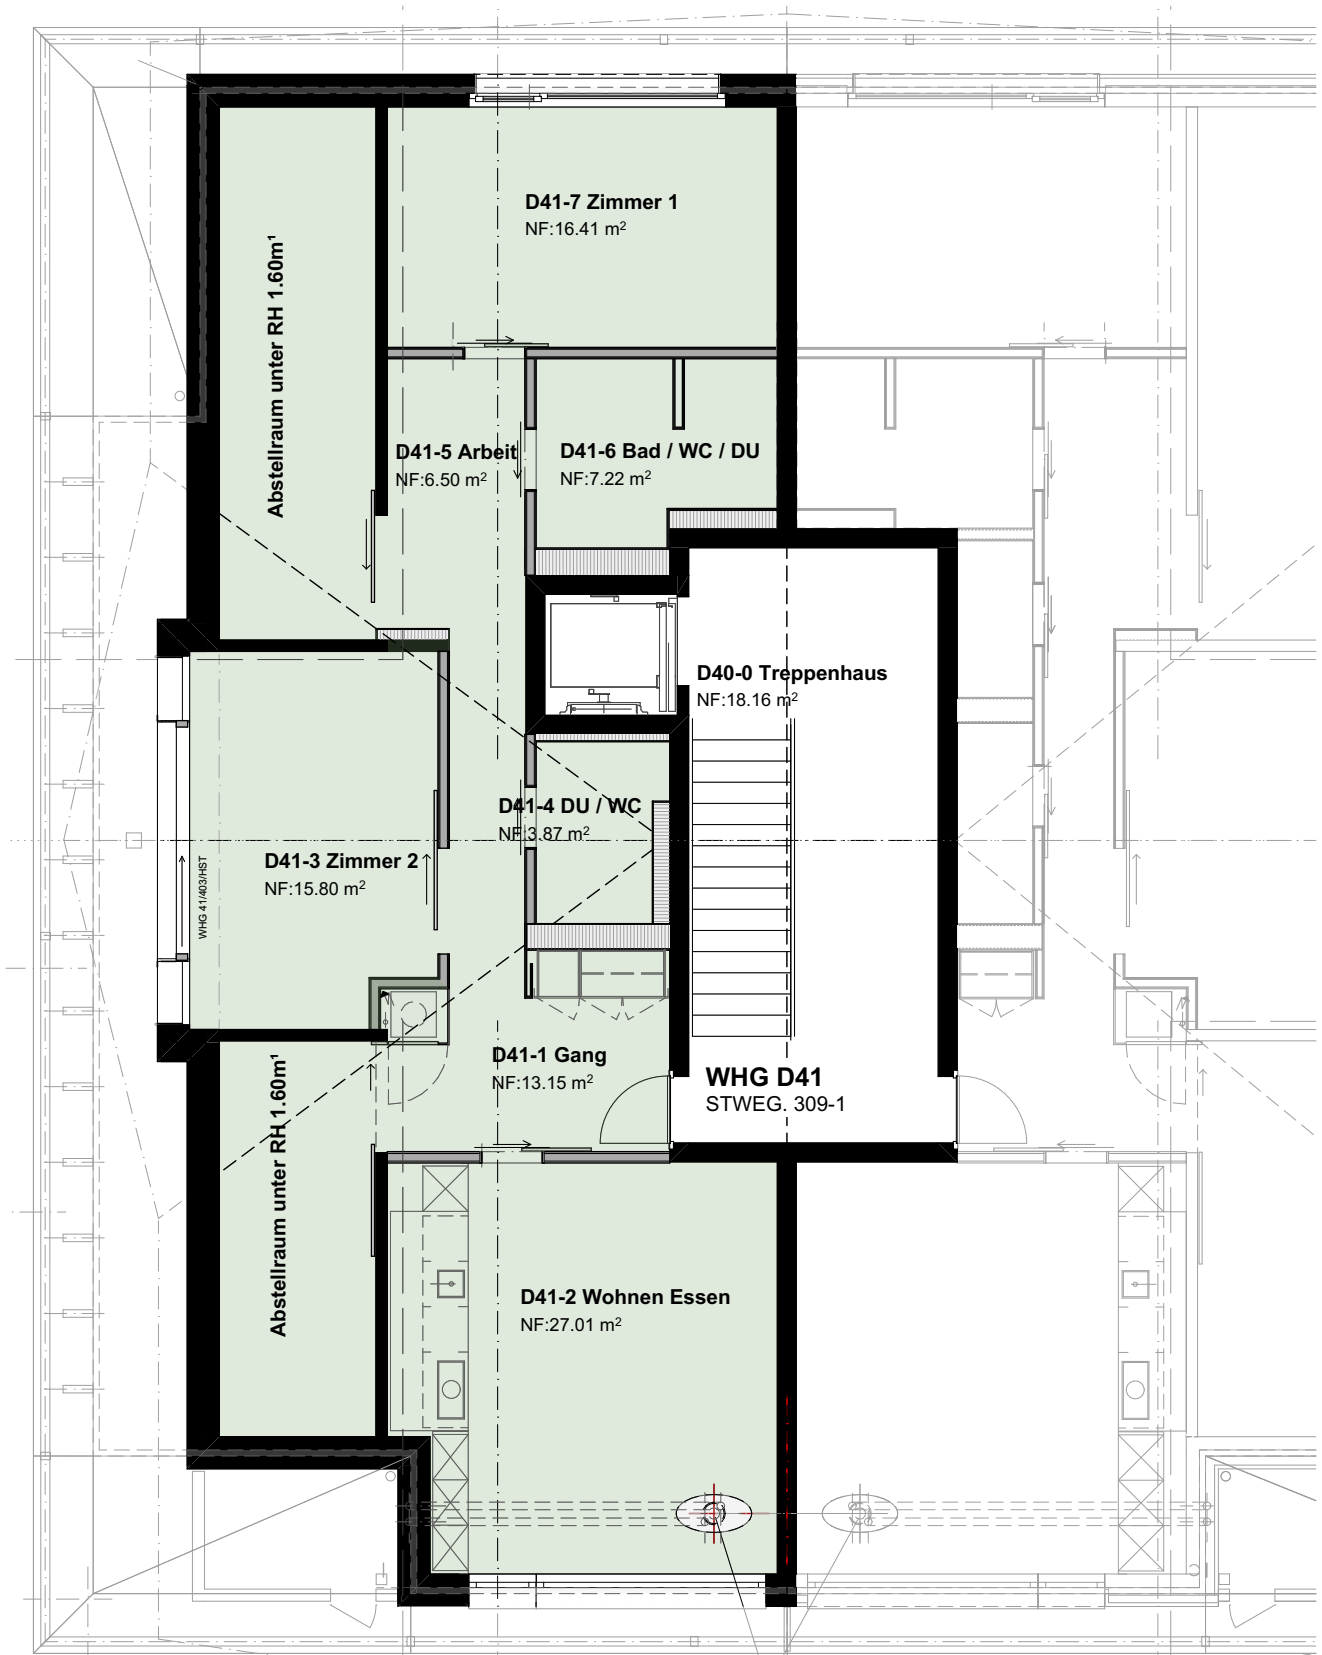 D41-7 Zimmer 1
NF:16.41 m²
Abstellraum unter RH 1.60m¹
D41-5 Arbeit
NF:6.50 m²
D41-6 Bad / WC / DU
NF:7.22 m²
D40-0 Treppenhaus
NF:18.16 m²
D41-4 DU / WC
NF:3.87 m²
D41-3 Zimmer 2
NF:15.80 m²
WHG 41/403/HST
D41-1 Gang
NF:13.15 m²
WHG D41
STWEG. 309-1
Abstellraum unter RH 1.60m¹
D41-2 Wohnen Essen
NF:27.01 m²